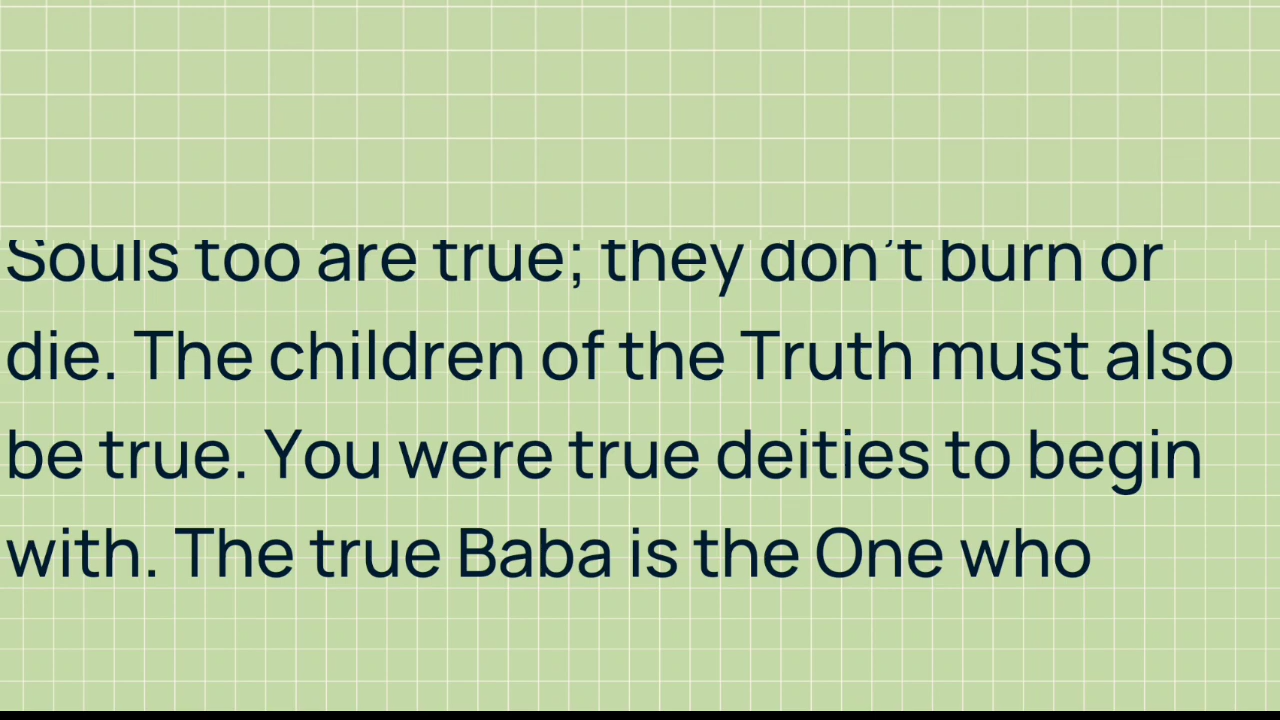 Souls too are true; they don't burn or
die. The children of the Truth must also
be true. You were true deities to begin
with. The true Baba is the One who